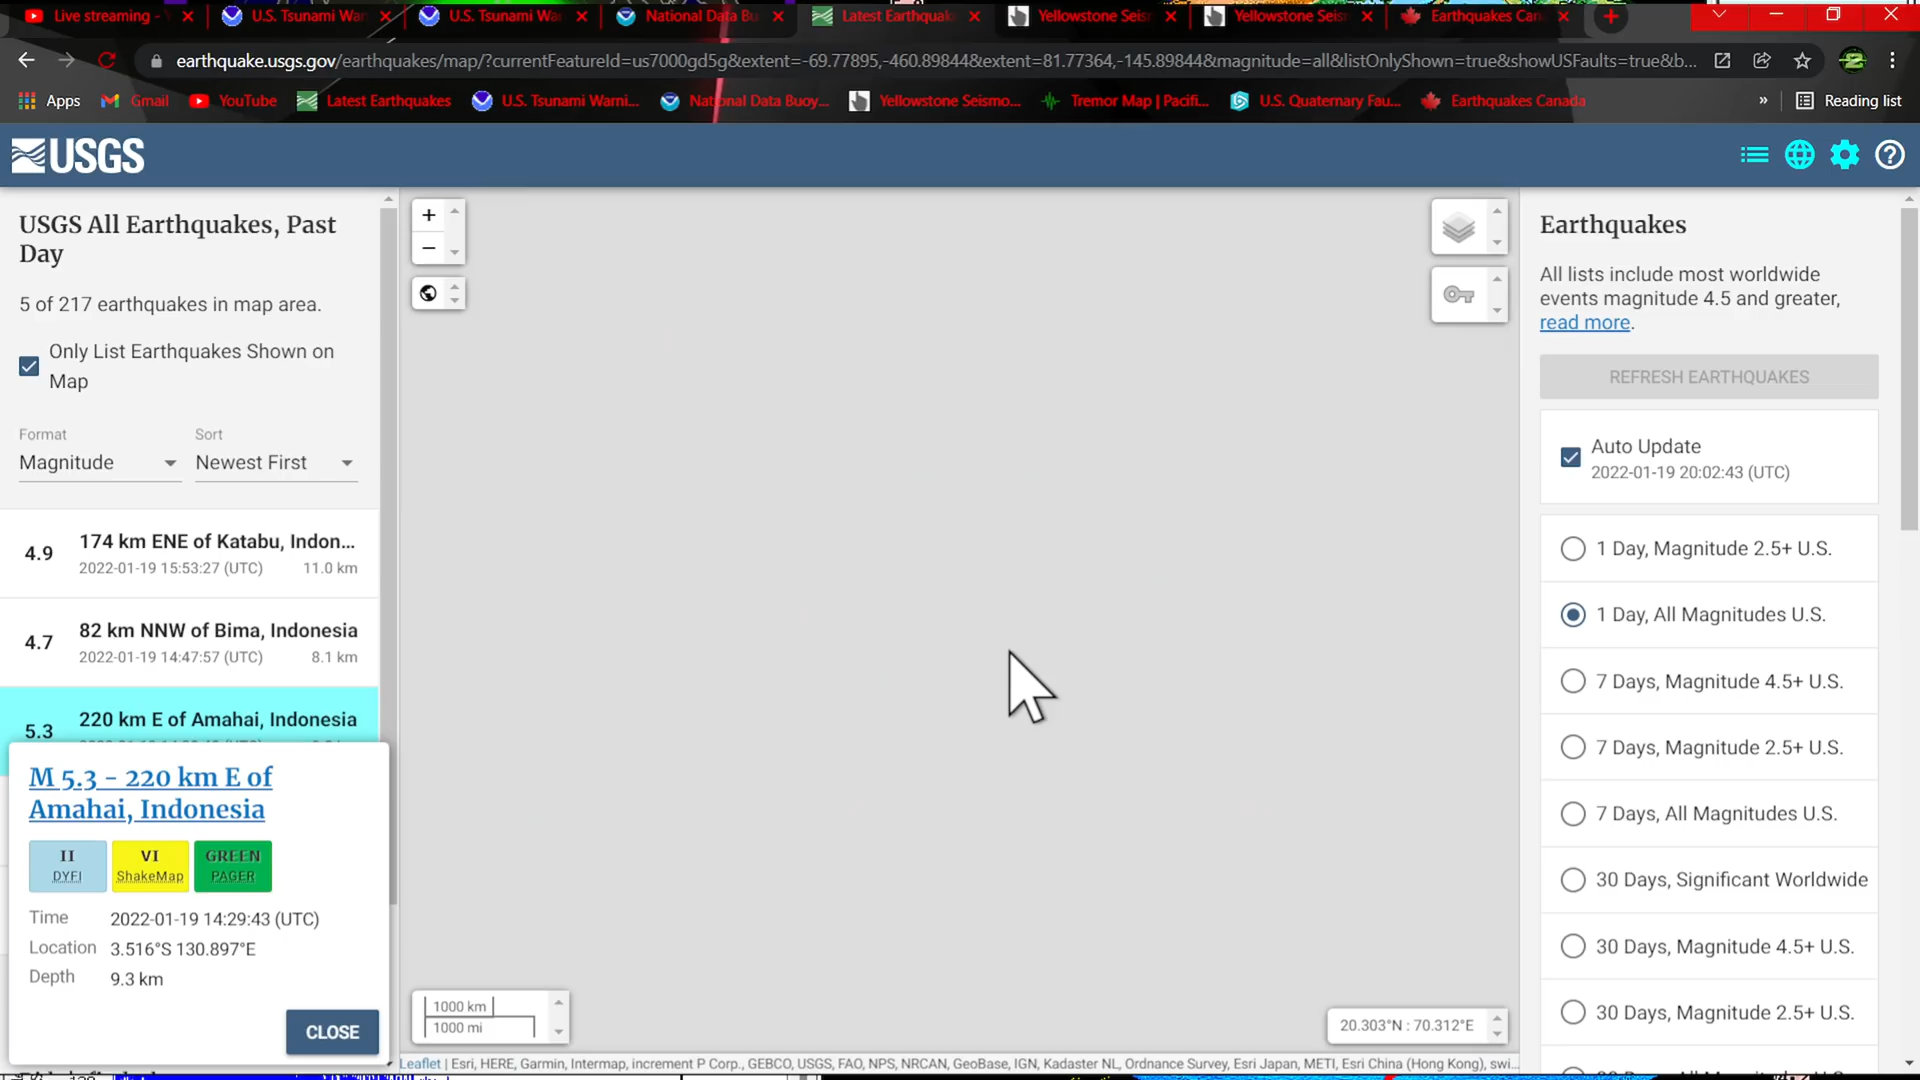 Live streaming -
U.S. Tsunami War
U.S. Tsunami War
National Data Bu
Latest Earthquak
Yellowstone Seis
Yellowstone Seis
Earthquakes Can
earthquake.usgs.gov/earthquakes/map/?currentFeatureId=us7000gd5g&extent=-69.77895,-460.89844&extent=81.77364,-145.89844&magnitude=all&listOnlyShown=true&showUSFaults=true&b...
Apps
Gmail
YouTube
Latest Earthquakes
U.S. Tsunami Warni...
National Data Buoy...
Yellowstone Seismo...
Tremor Map | Pacifi...
U.S. Quaternary Fau...
Earthquakes Canada
»
Reading list
USGS
USGS All Earthquakes, Past
Day
5 of 217 earthquakes in map area.
Only List Earthquakes Shown on
Map
Format
Magnitude
Sort
Newest First
4.9
174 km ENE of Katabu, Indon...
2022-01-19 15:53:27 (UTC)
11.0 km
4.7
82 km NNW of Bima, Indonesia
2022-01-19 14:47:57 (UTC)
8.1 km
5.3
220 km E of Amahai, Indonesia
M 5.3 - 220 km E of
Amahai, Indonesia
II
DYFI
VI
ShakeMap
GREEN
PAGER
Time
2022-01-19 14:29:43 (UTC)
Location
3.516°S 130.897°E
Depth
9.3 km
CLOSE
+
−
1000 km
1000 mi
20.303°N : 70.312°E
Leaflet | Esri, HERE, Garmin, Intermap, increment P Corp., GEBCO, USGS, FAO, NPS, NRCAN, GeoBase, IGN, Kadaster NL, Ordnance Survey, Esri Japan, METI, Esri China (Hong Kong), swi...
Earthquakes
All lists include most worldwide
events magnitude 4.5 and greater,
read more.
REFRESH EARTHQUAKES
Auto Update
2022-01-19 20:02:43 (UTC)
1 Day, Magnitude 2.5+ U.S.
1 Day, All Magnitudes U.S.
7 Days, Magnitude 4.5+ U.S.
7 Days, Magnitude 2.5+ U.S.
7 Days, All Magnitudes U.S.
30 Days, Significant Worldwide
30 Days, Magnitude 4.5+ U.S.
30 Days, Magnitude 2.5+ U.S.